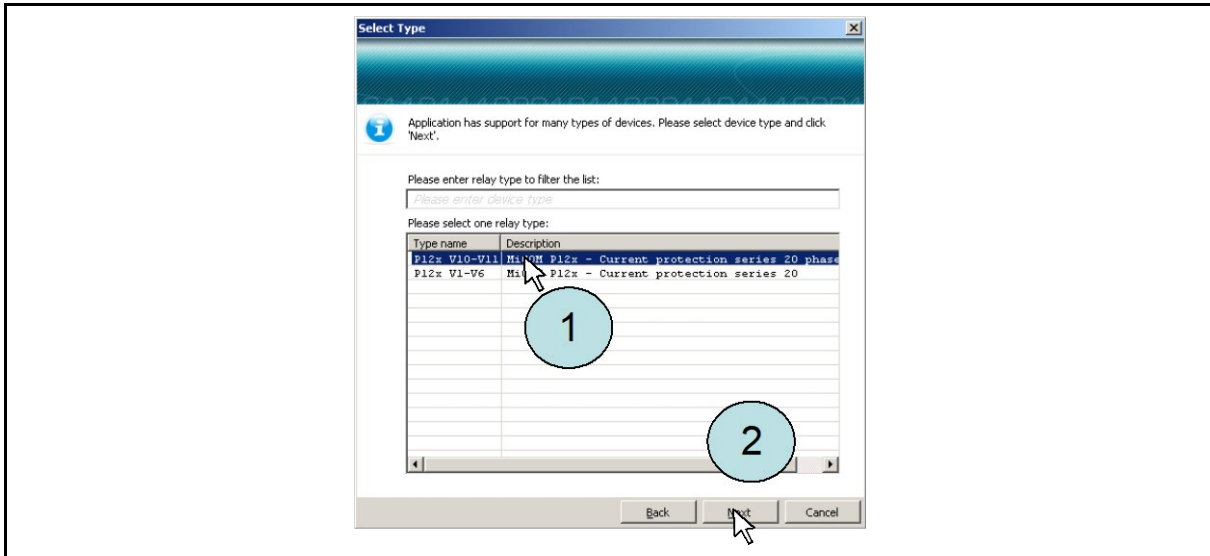 Select Type
Application has support for many types of devices. Please select device type and click
'Next'.
Please enter relay type to filter the list:
Please enter device type
Please select one relay type:
Type name Description
P12x V10-V11 MiCOM P12x - Current protection series 20 phase
P12x V1-V6 P12x - Current protection series 20
1
2
Back Next Cancel